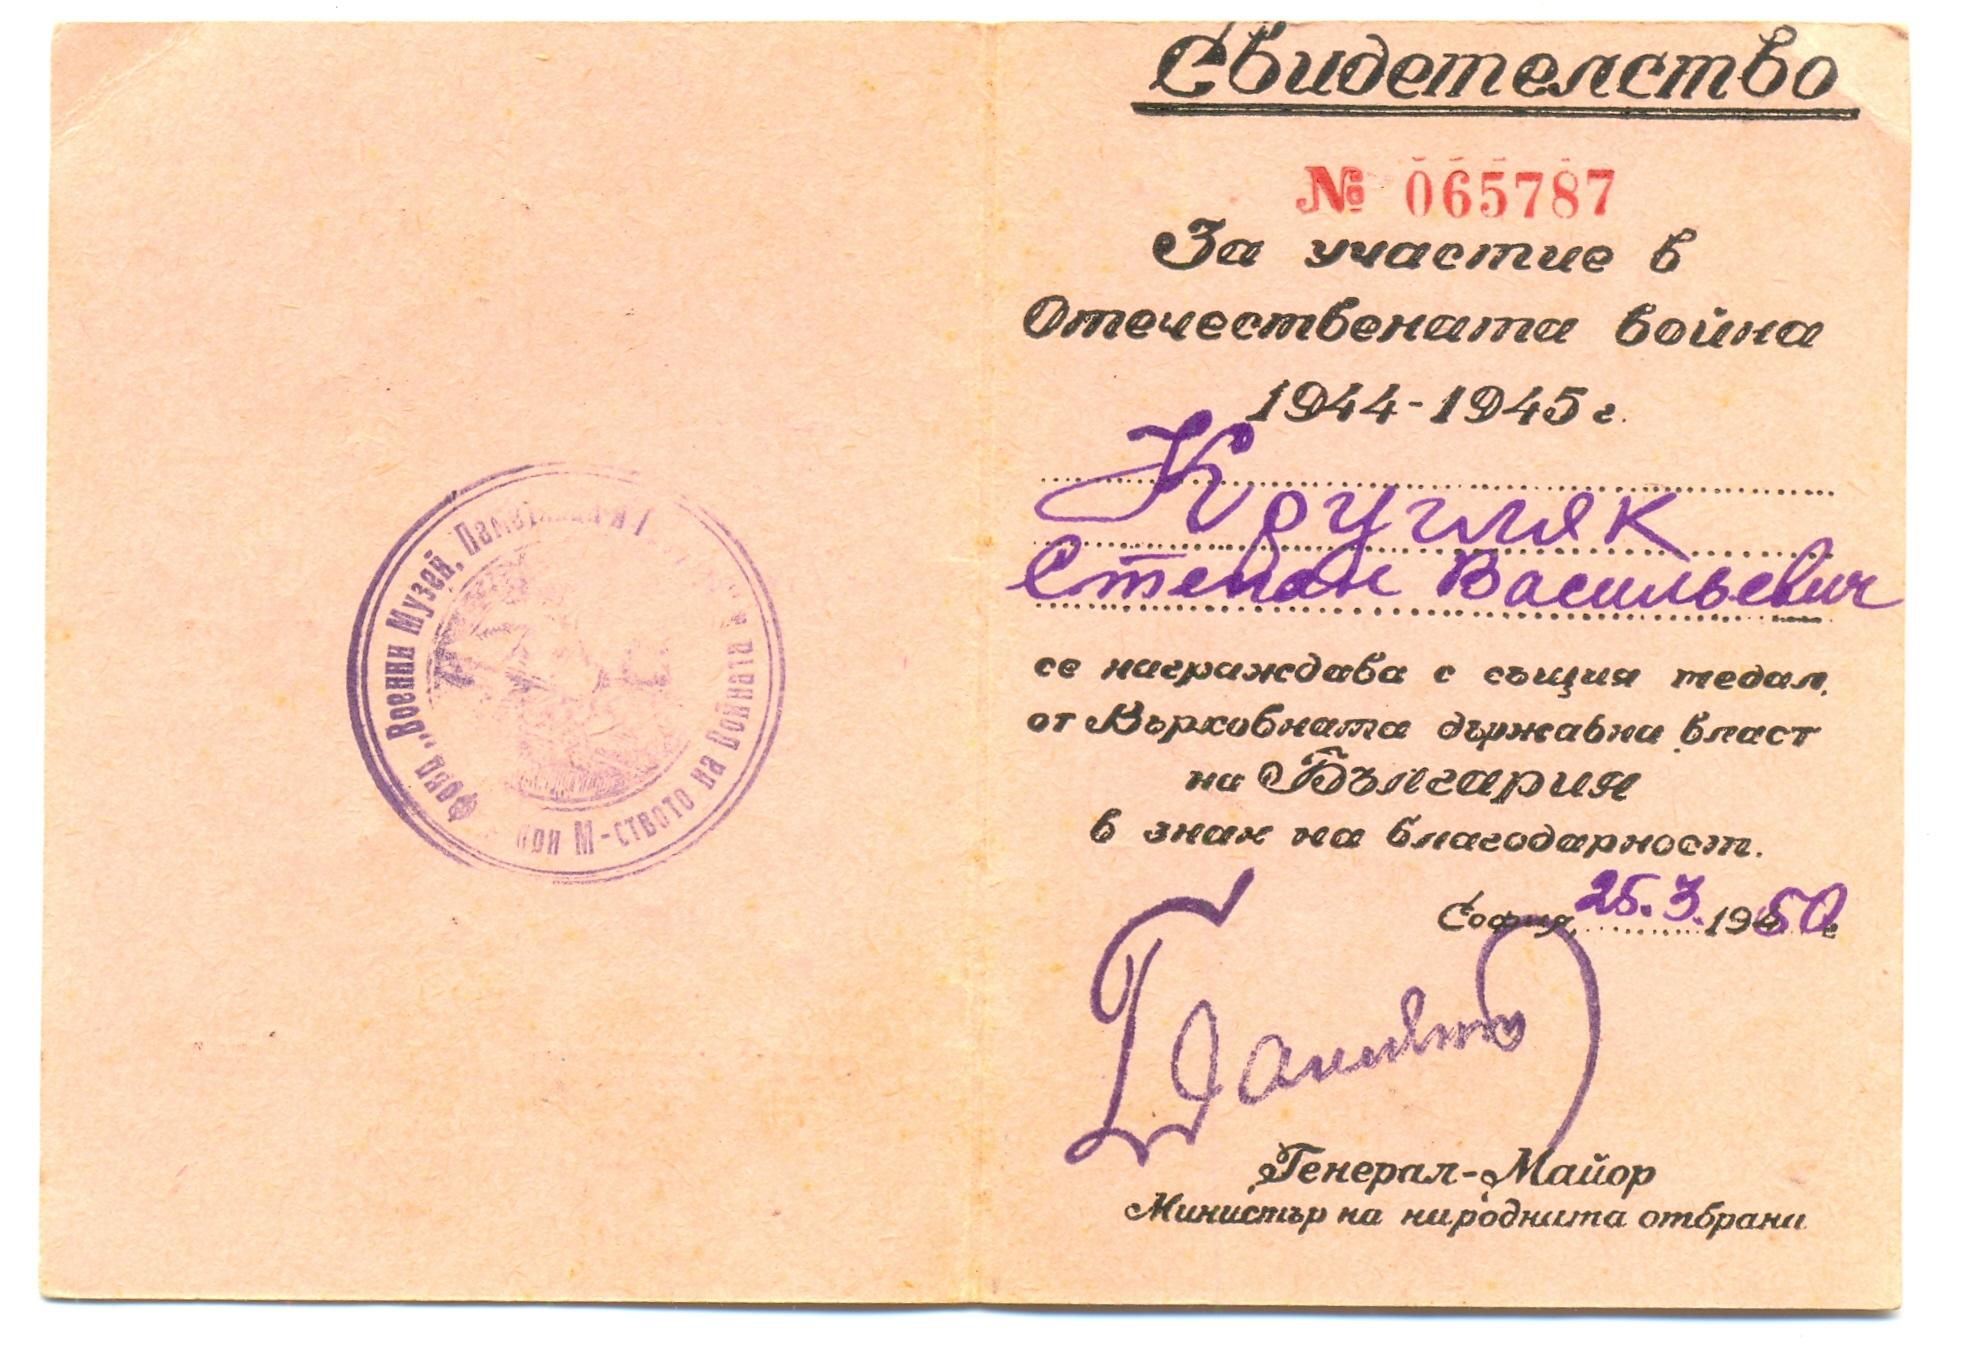 фонд „Военни Музей, при М-ството на Войната
Свидетелство
№ 065787
За участие в
Отечествената война
1944-1945 г.
Кругляк
Степан Васильевич
се награждава с същия медал,
от Върховната държавна власт
на България
в знак на благодарност.
София, 25.3. 1950 г.
Генерал-Майор
Министър на народната отбрана